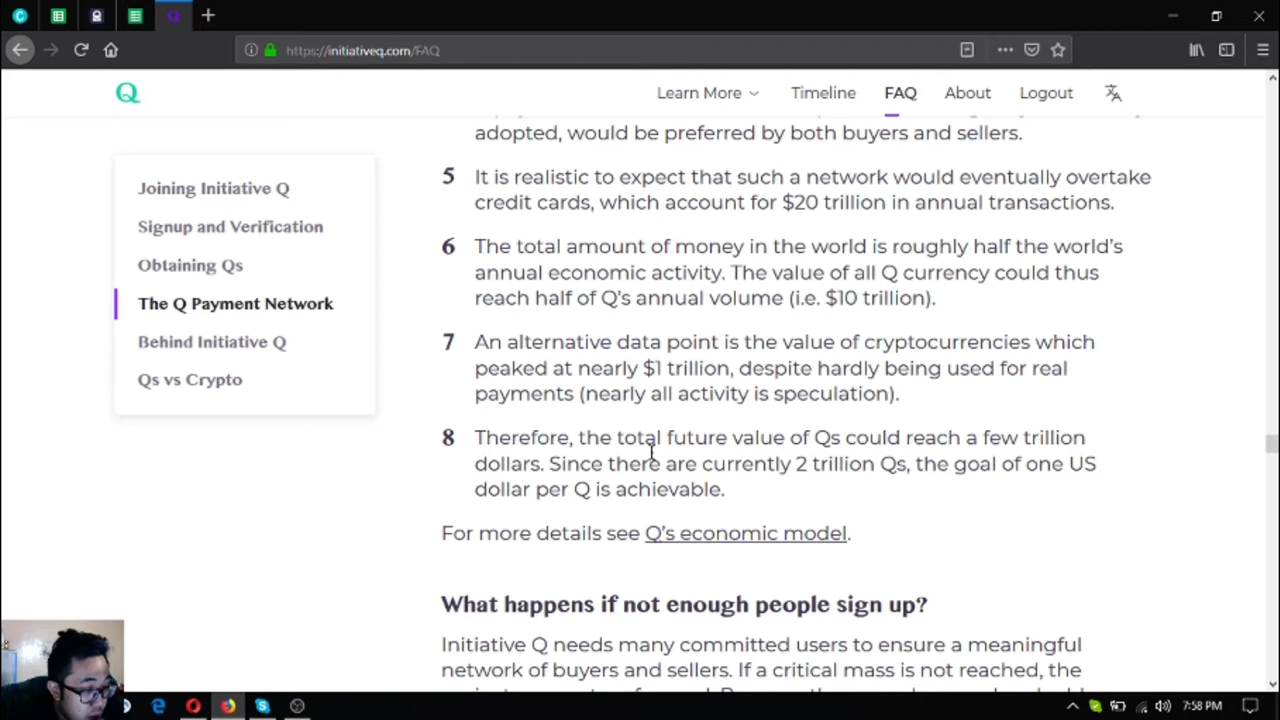 https://initiativeq.com/FAQ
Q
Learn More
Timeline
FAQ
About
Logout
Joining Initiative Q
Signup and Verification
Obtaining Qs
The Q Payment Network
Behind Initiative Q
Qs vs Crypto
adopted, would be preferred by both buyers and sellers.
5 It is realistic to expect that such a network would eventually overtake
credit cards, which account for $20 trillion in annual transactions.
6 The total amount of money in the world is roughly half the world's
annual economic activity. The value of all Q currency could thus
reach half of Q's annual volume (i.e. $10 trillion).
7 An alternative data point is the value of cryptocurrencies which
peaked at nearly $1 trillion, despite hardly being used for real
payments (nearly all activity is speculation).
8 Therefore, the total future value of Qs could reach a few trillion
dollars. Since there are currently 2 trillion Qs, the goal of one US
dollar per Q is achievable.
For more details see Q's economic model.
What happens if not enough people sign up?
Initiative Q needs many committed users to ensure a meaningful
network of buyers and sellers. If a critical mass is not reached, the
7:58 PM